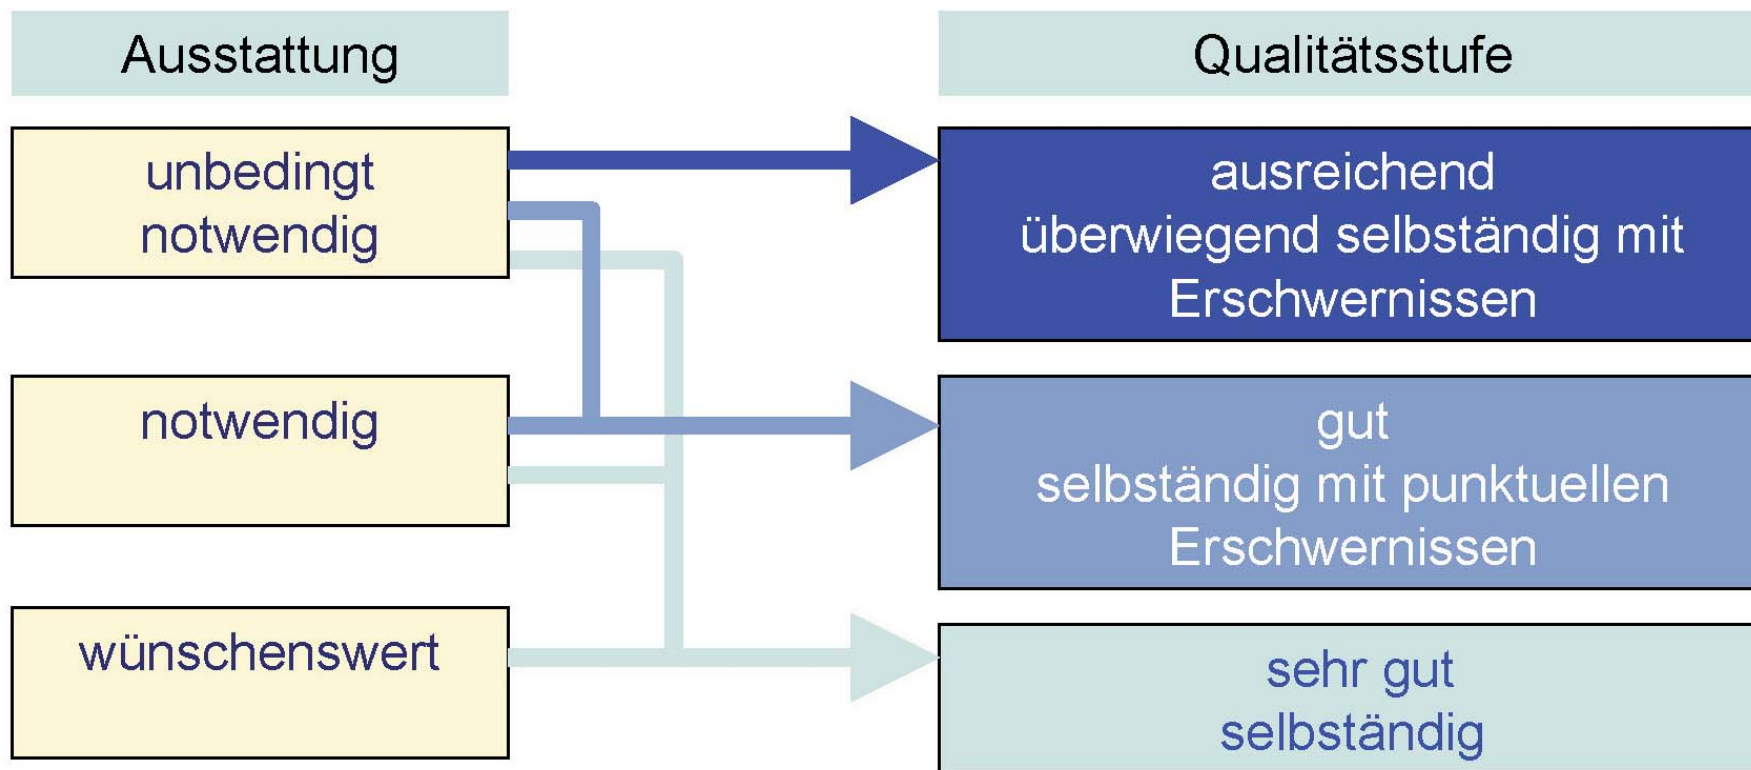 Ausstattung
Qualitätsstufe
unbedingt
notwendig
ausreichend
überwiegend selbständig mit
Erschwernissen
notwendig
gut
selbständig mit punktuellen
Erschwernissen
wünschenswert
sehr gut
selbständig